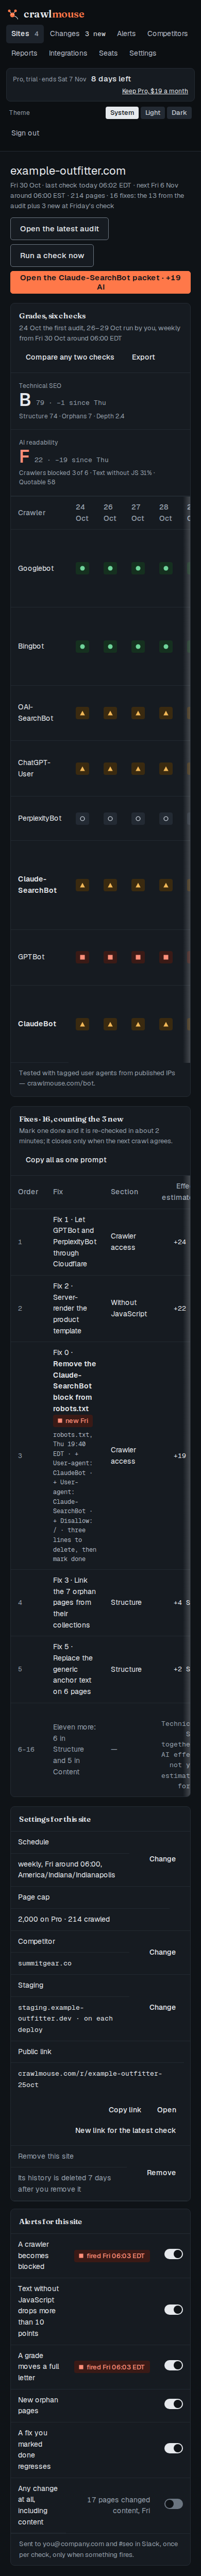 crawlmouse
Sites 4 Changes 3 new Alerts Competitors
Reports Integrations Seats Settings
Pro, trial · ends Sat 7 Nov 8 days left
Keep Pro, $19 a month
Theme System Light Dark
Sign out
example-outfitter.com
Fri 30 Oct · last check today 06:02 EDT · next Fri 6 Nov
around 06:00 EST · 214 pages · 16 fixes: the 13 from the
audit plus 3 new at Friday's check
Open the latest audit
Run a check now
Open the Claude-SearchBot packet · +19
AI
Grades, six checks
24 Oct the first audit, 26–29 Oct run by you, weekly
from Fri 30 Oct around 06:00 EDT
Compare any two checks Export
Technical SEO
B 79 · −1 since Thu
Structure 74 · Orphans 7 · Depth 2.4
AI readability
F 22 · −19 since Thu
Crawlers blocked 3 of 6 · Text without JS 31% ·
Quotable 58
Crawler 24 Oct 26 Oct 27 Oct 28 Oct
Googlebot
Bingbot
OAI-
SearchBot
ChatGPT-
User
PerplexityBot
Claude-
SearchBot
GPTBot
ClaudeBot
Tested with tagged user agents from published IPs
— crawlmouse.com/bot.
Fixes · 16, counting the 3 new
Mark one done and it is re-checked in about 2
minutes; it closes only when the next crawl agrees.
Copy all as one prompt
Order Fix Section
1 Fix 1 · Let
GPTBot and
PerplexityBot
through
Cloudflare
Crawler
access
+24
2 Fix 2 ·
Server-
render the
product
template
Without
JavaScript
+22
3 Fix 0 ·
Remove the
Claude-
SearchBot
block from
robots.txt
new Fri
robots.txt,
Thu 19:40
EDT · +
User-agent:
ClaudeBot ·
+ User-
agent:
Claude-
SearchBot ·
+ Disallow:
/ · three
lines to
delete, then
mark done
Crawler
access
+19
4 Fix 3 · Link
the 7 orphan
pages from
their
collections
Structure
+4
5 Fix 5 ·
Replace the
generic
anchor text
on 6 pages
Structure
+2
6–16 Eleven more:
6 in
Structure
and 5 in
Content
—
Settings for this site
Schedule
weekly, Fri around 06:00,
America/Indiana/Indianapolis
Change
Page cap
2,000 on Pro · 214 crawled
Competitor
summitgear.co
Change
Staging
staging.example-
outfitter.dev · on each
deploy
Change
Public link
crawlmouse.com/r/example-outfitter-
25oct
Copy link Open
New link for the latest check
Remove this site
Its history is deleted 7 days
after you remove it
Remove
Alerts for this site
A crawler
becomes
blocked
fired Fri 06:03 EDT
Text without
JavaScript
drops more
than 10
points
A grade
moves a full
letter
fired Fri 06:03 EDT
New orphan
pages
A fix you
marked
done
regresses
Any change
at all,
including
content
17 pages changed
content, Fri
Sent to you@company.com and #seo in Slack, once
per check, only when something fires.